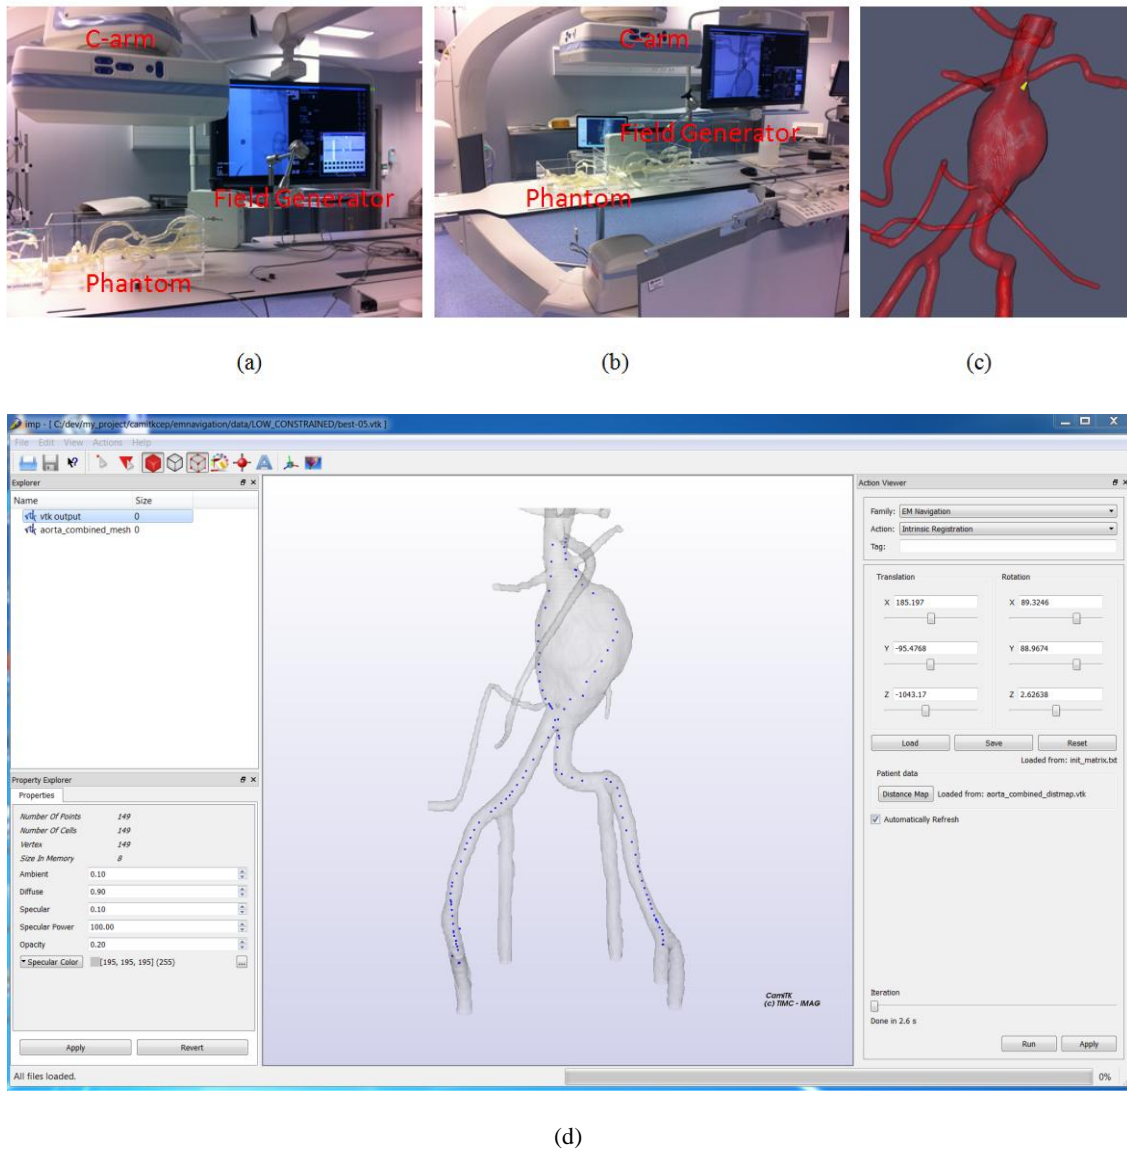 C-arm
Field Generator
Phantom
C-arm
Field Generator
Phantom
(a)
(b)
(c)
imp - [ C:/dev/my_project/camitkcep/emnavigation/data/LOW_CONSTRAINED/best-05.vtk ]
File Edit View Actions Help
Explorer
Name Size
vtk output 0
aorta_combined_mesh 0
Property Explorer
Properties
Number Of Points 149
Number Of Cells 149
Vertex 149
Size In Memory 8
Ambient 0.10
Diffuse 0.90
Specular 0.10
Specular Power 100.00
Opacity 0.20
Specular Color [195, 195, 195] (255) ...
Apply Revert
All files loaded.
CamiTK
(c) TIMC - IMAG
Action Viewer
Family: EM Navigation
Action: Intrinsic Registration
Tag:
Translation Rotation
X 185.197 X 89.3246
Y -95.4768 Y 88.9674
Z -1043.17 Z 2.62638
Load Save Reset
Loaded from: init_matrix.txt
Patient data
Distance Map Loaded from: aorta_combined_distmap.vtk
Automatically Refresh
Iteration
Done in 2.6 s
Run Apply
0%
(d)